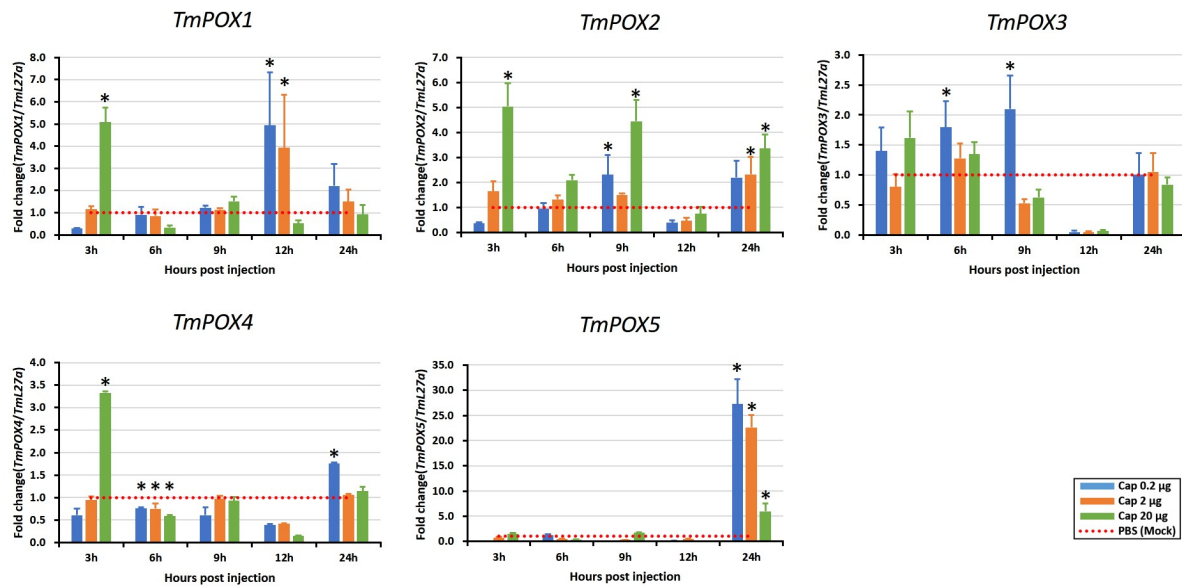 TmPOX1
Fold change(TmPOX1/TmL27a)
8.0
7.0
6.0
5.0
4.0
3.0
2.0
1.0
0.0
*
*
*
3h
6h
9h
12h
24h
Hours post injection
TmPOX2
Fold change(TmPOX2/TmL27a)
7.0
6.0
5.0
4.0
3.0
2.0
1.0
0.0
*
*
*
*
*
3h
6h
9h
12h
24h
Hours post injection
TmPOX3
Fold change(TmPOX3/TmL27a)
3.0
2.5
2.0
1.5
1.0
0.5
0.0
*
*
3h
6h
9h
12h
24h
Hours post injection
TmPOX4
Fold change(TmPOX4/TmL27a)
4.0
3.5
3.0
2.5
2.0
1.5
1.0
0.5
0.0
*
* * *
*
3h
6h
9h
12h
24h
Hours post injection
TmPOX5
Fold change(TmPOX5/TmL27a)
35.0
30.0
25.0
20.0
15.0
10.0
5.0
0.0
*
*
*
3h
6h
9h
12h
24h
Hours post injection
Cap 0.2 µg
Cap 2 µg
Cap 20 µg
PBS (Mock)